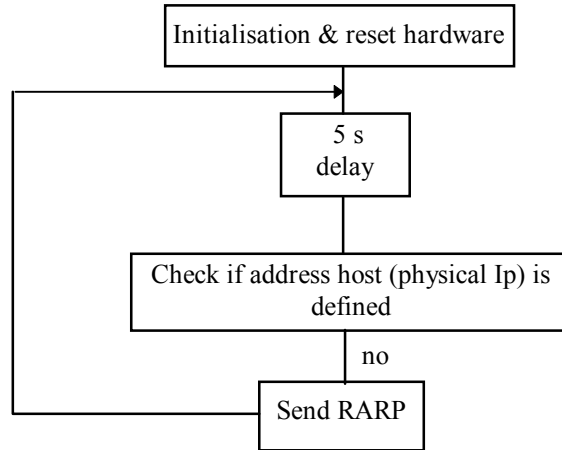 Initialisation & reset hardware
5 s
delay
Check if address host (physical Ip) is
defined
no
Send RARP